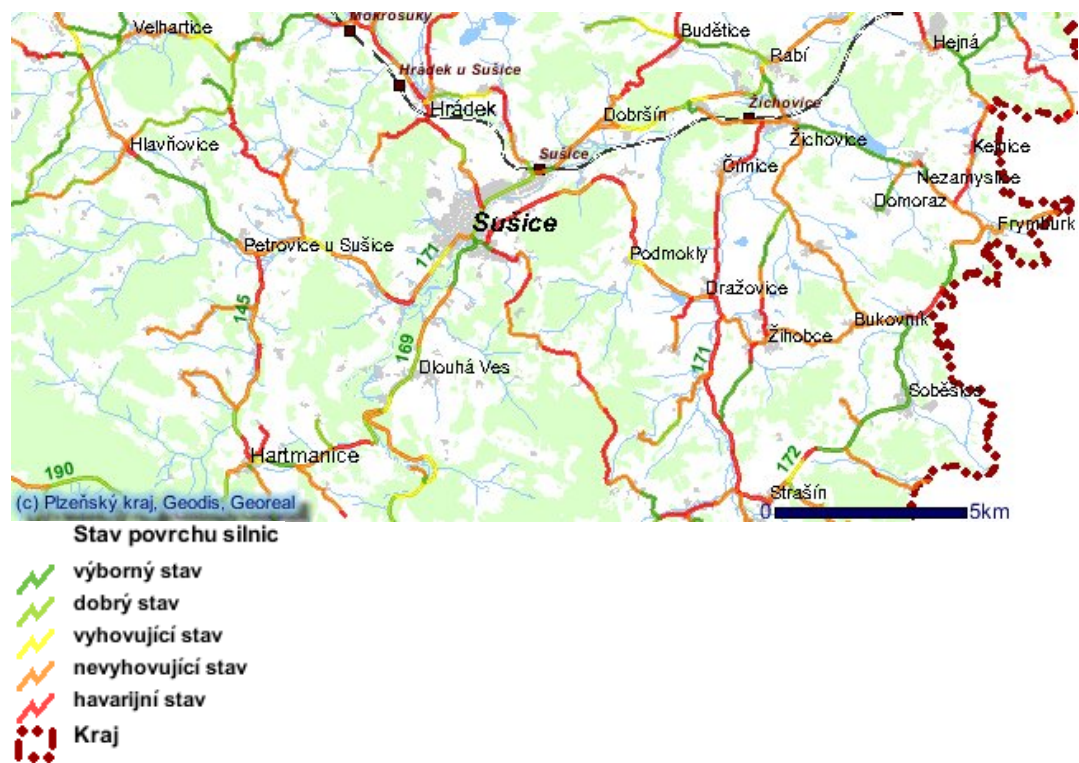 Mokrosuky
Velhartice
Budětice
Hejná
Rabí
Hrádek u Sušice
Hrádek
Dobršín
Žichovice
Hlavňovice
Sušice
Žichovice
Kejnice
Čímice
Nezamyslice
Domoraz
Sušice
Frymburk
Petrovice u Sušice
171
Podmokly
Dražovice
145
Bukovník
169
171
Žihobce
Dlouhá Ves
Soběšice
Hartmanice
172
190
Strašín
(c) Plzeňský kraj, Geodis, Georeal
0 5km
Stav povrchu silnic
výborný stav
dobrý stav
vyhovující stav
nevyhovující stav
havarijní stav
Kraj